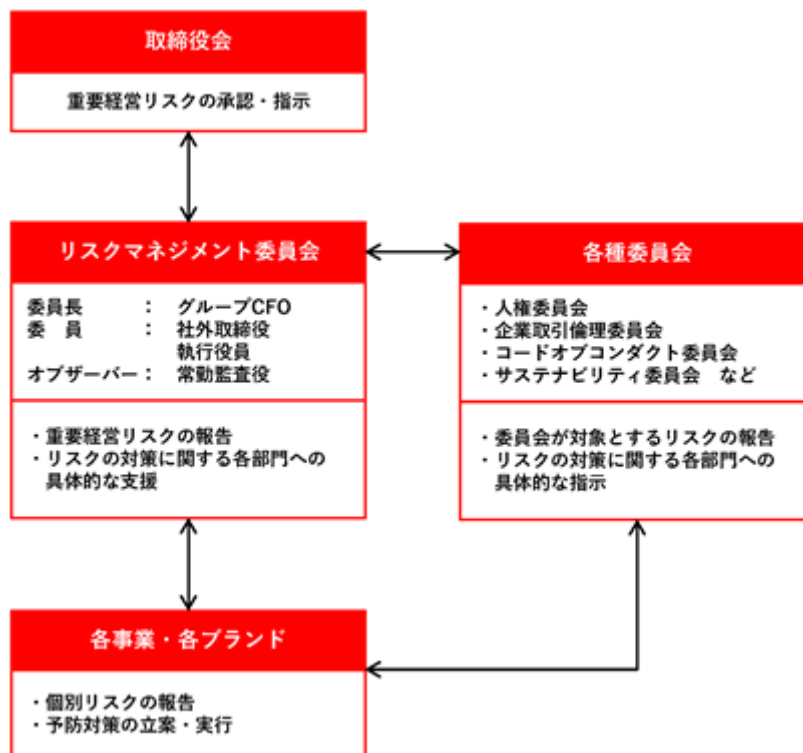 取締役会
重要経営リスクの承認・指示
リスクマネジメント委員会
委員長　　　：　グループCFO
委　員　　　：　社外取締役
執行役員
オブザーバー：　常勤監査役
・重要経営リスクの報告
・リスクの対策に関する各部門への
具体的な支援
各種委員会
・人権委員会
・企業取引倫理委員会
・コードオブコンダクト委員会
・サステナビリティ委員会　など
・委員会が対象とするリスクの報告
・リスクの対策に関する各部門への
具体的な指示
各事業・各ブランド
・個別リスクの報告
・予防対策の立案・実行